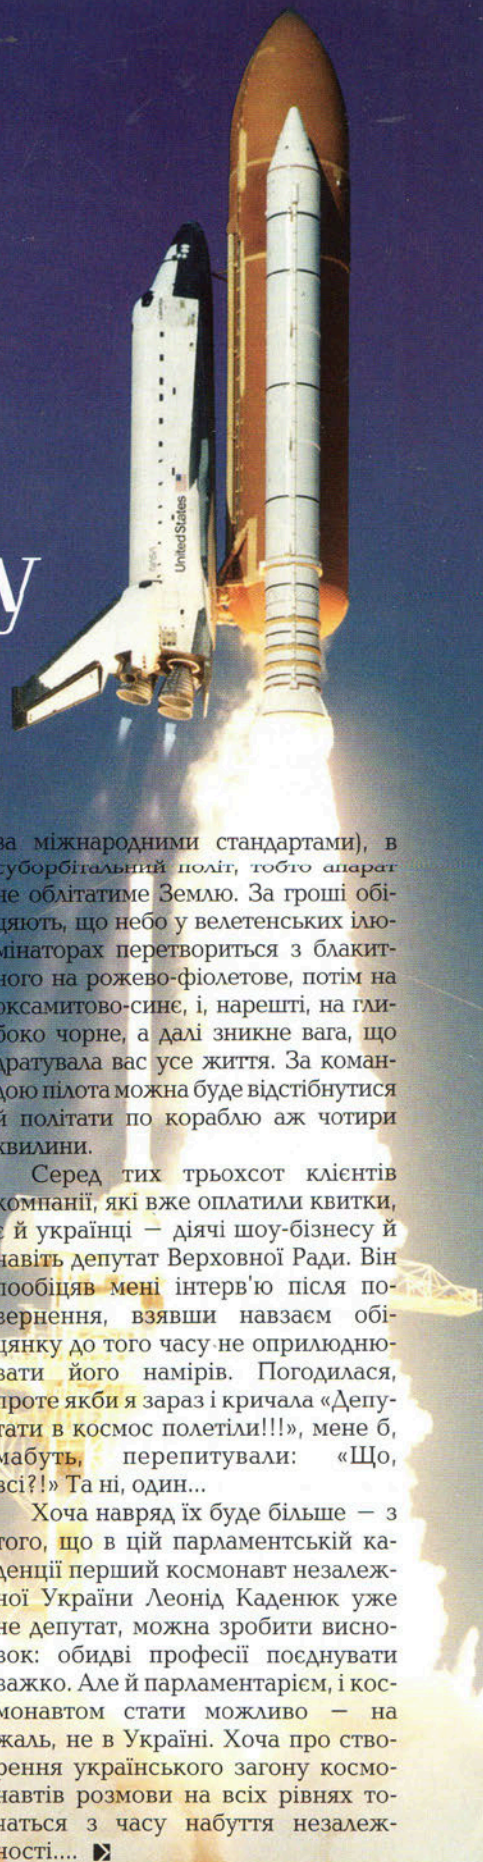 United States
у
за міжнародними стандартами), в
суборбітальний політ, тобто апарат
не облітатиме Землю. За гроші обі-
цяють, що небо у велетенських ілю-
мінаторах перетвориться з блакит-
ного на рожево-фіолетове, потім на
оксамитово-синє, і, нарешті, на гли-
боко чорне, а далі зникне вага, що
дратувала вас усе життя. За коман-
дою пілота можна буде відстібнутися
й політати по кораблю аж чотири
хвилини.
Серед тих трьохсот клієнтів
компанії, які вже оплатили квитки,
є й українці — діячі шоу-бізнесу й
навіть депутат Верховної Ради. Він
пообіцяв мені інтерв'ю після по-
вернення, взявши навзаєм обі-
цянку до того часу не оприлюдню-
вати його намірів. Погодилася,
проте якби я зараз і кричала «Депу-
тати в космос полетіли!!!», мене б,
мабуть, перепитували: «Що,
всі?!» Та ні, один...
Хоча навряд їх буде більше — з
того, що в цій парламентській ка-
денції перший космонавт незалеж-
ної України Леонід Каденюк уже
не депутат, можна зробити висно-
вок: обидві професії поєднувати
важко. Але й парламентарієм, і кос-
монавтом стати можливо — на
жаль, не в Україні. Хоча про ство-
рення українського загону космо-
навтів розмови на всіх рівнях то-
чаться з часу набуття незалеж-
ності....